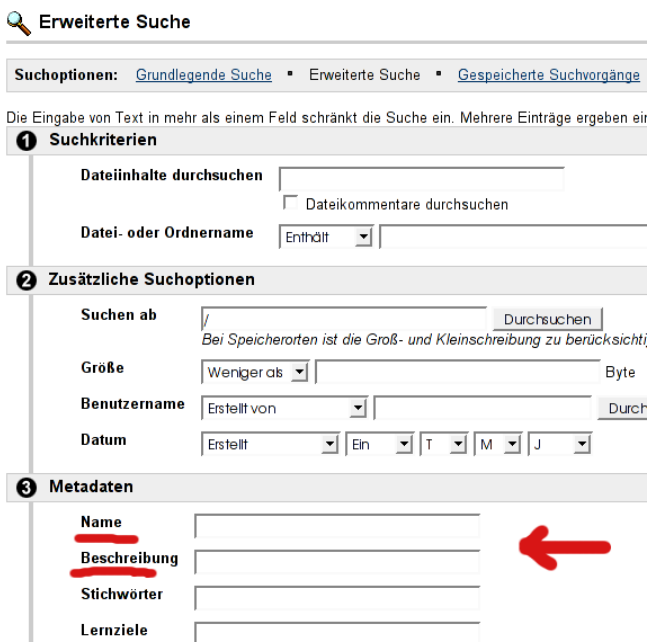 Erweiterte Suche
Suchoptionen: Grundlegende Suche ▪ Erweiterte Suche ▪ Gespeicherte Suchvorgänge
Die Eingabe von Text in mehr als einem Feld schränkt die Suche ein. Mehrere Einträge ergeben
1 Suchkriterien
Dateiinhalte durchsuchen
Dateikommentare durchsuchen
Datei- oder Ordnername Enthält
2 Zusätzliche Suchoptionen
Suchen ab / Durchsuchen
Bei Speicherorten ist die Groß- und Kleinschreibung zu
Größe Weniger als Byte
Benutzername Erstellt von
Datum Erstellt Ein T M J
3 Metadaten
Name
Beschreibung
Stichwörter
Lernziele